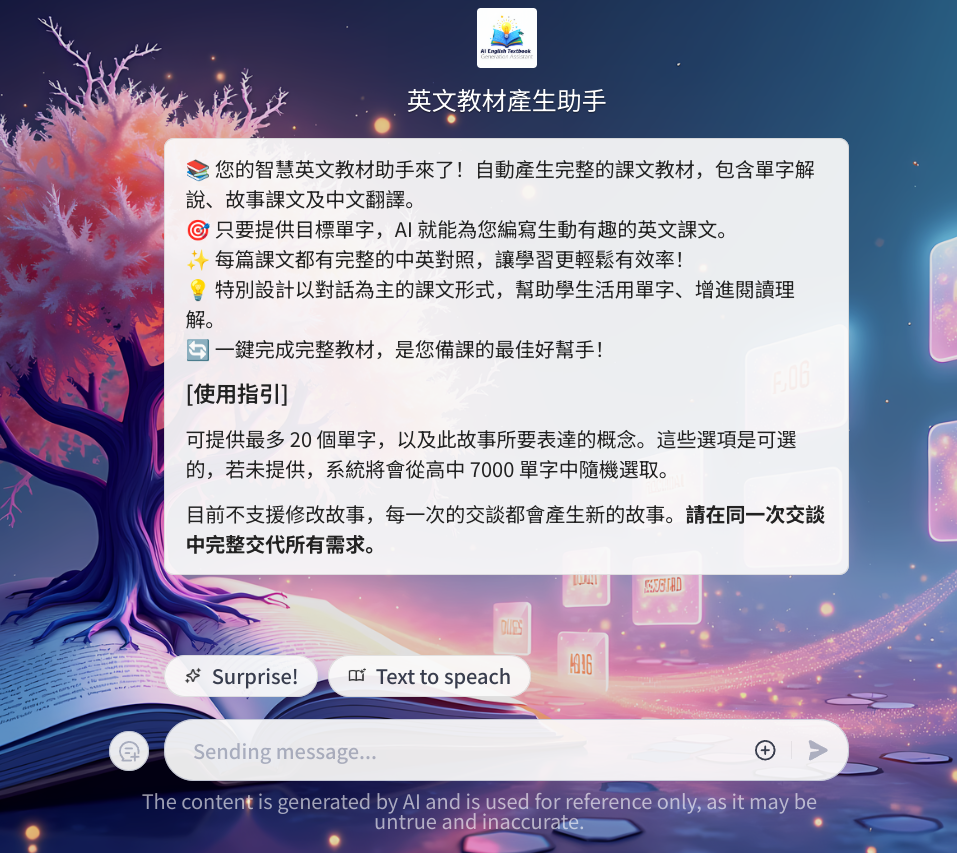 AI English Textbook
Generation Assistant
英文教材產生助手
📚 您的智慧英文教材助手來了！自動產生完整的課文教材，包含單字解
說、故事課文及中文翻譯。
🎯 只要提供目標單字，AI 就能為您編寫生動有趣的英文課文。
✨ 每篇課文都有完整的中英對照，讓學習更輕鬆有效率！
💡 特別設計以對話為主的課文形式，幫助學生活用單字、增進閱讀理
解。
🔄 一鍵完成完整教材，是您備課的最佳好幫手！
[使用指引]
可提供最多 20 個單字，以及此故事所要表達的概念。這些選項是可選
的，若未提供，系統將會從高中 7000 單字中隨機選取。
目前不支援修改故事，每一次的交談都會產生新的故事。請在同一次交談
中完整交代所有需求。
Surprise!
Text to speach
Sending message...
The content is generated by AI and is used for reference only, as it may be
untrue and inaccurate.